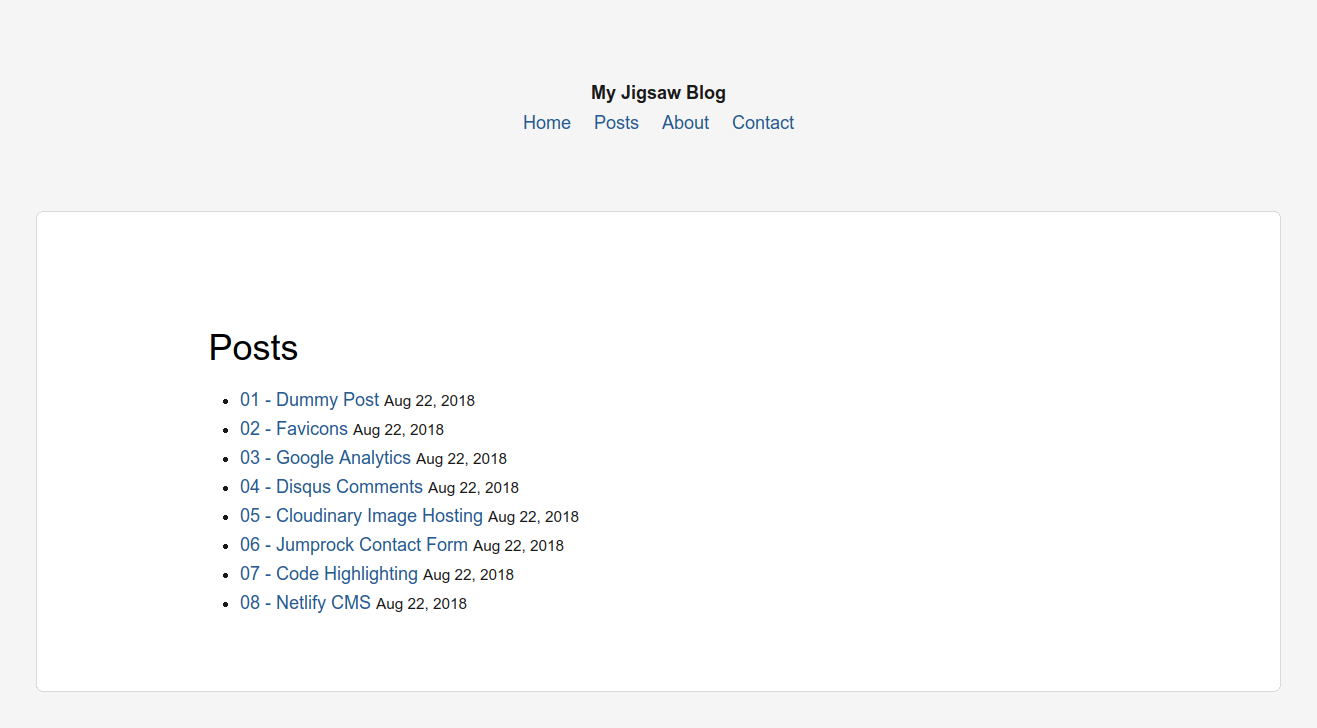 My Jigsaw Blog
Home Posts About Contact
Posts
01 - Dummy Post Aug 22, 2018
02 - Favicons Aug 22, 2018
03 - Google Analytics Aug 22, 2018
04 - Disqus Comments Aug 22, 2018
05 - Cloudinary Image Hosting Aug 22, 2018
06 - Jumprock Contact Form Aug 22, 2018
07 - Code Highlighting Aug 22, 2018
08 - Netlify CMS Aug 22, 2018